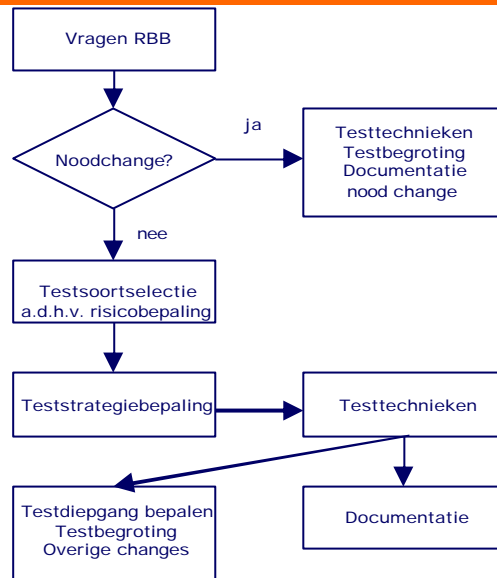 Vragen RBB
ja
Noodchange?
Testtechnieken
Testbegroting
Documentatie
nood change
nee
Testsoortselectie
a.d.h.v. risicobepaling
Teststrategiebepaling
Testtechnieken
Testdiepgang bepalen
Testbegroting
Overige changes
Documentatie